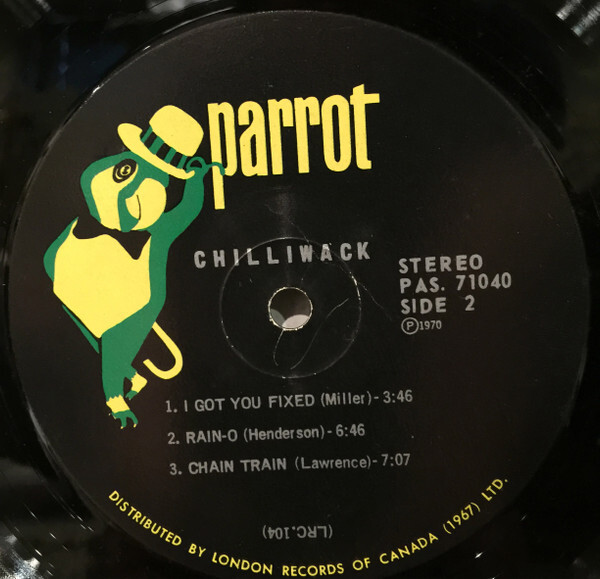 parrot
CHILLIWACK
STEREO
PAS. 71040
SIDE 2
Ⓟ1970
1. I GOT YOU FIXED (Miller)-3:46
2. RAIN-O (Henderson)-6:46
3. CHAIN TRAIN (Lawrence)-7:07
(LRC.104)
DISTRIBUTED BY LONDON RECORDS OF CANADA (1967) LTD.